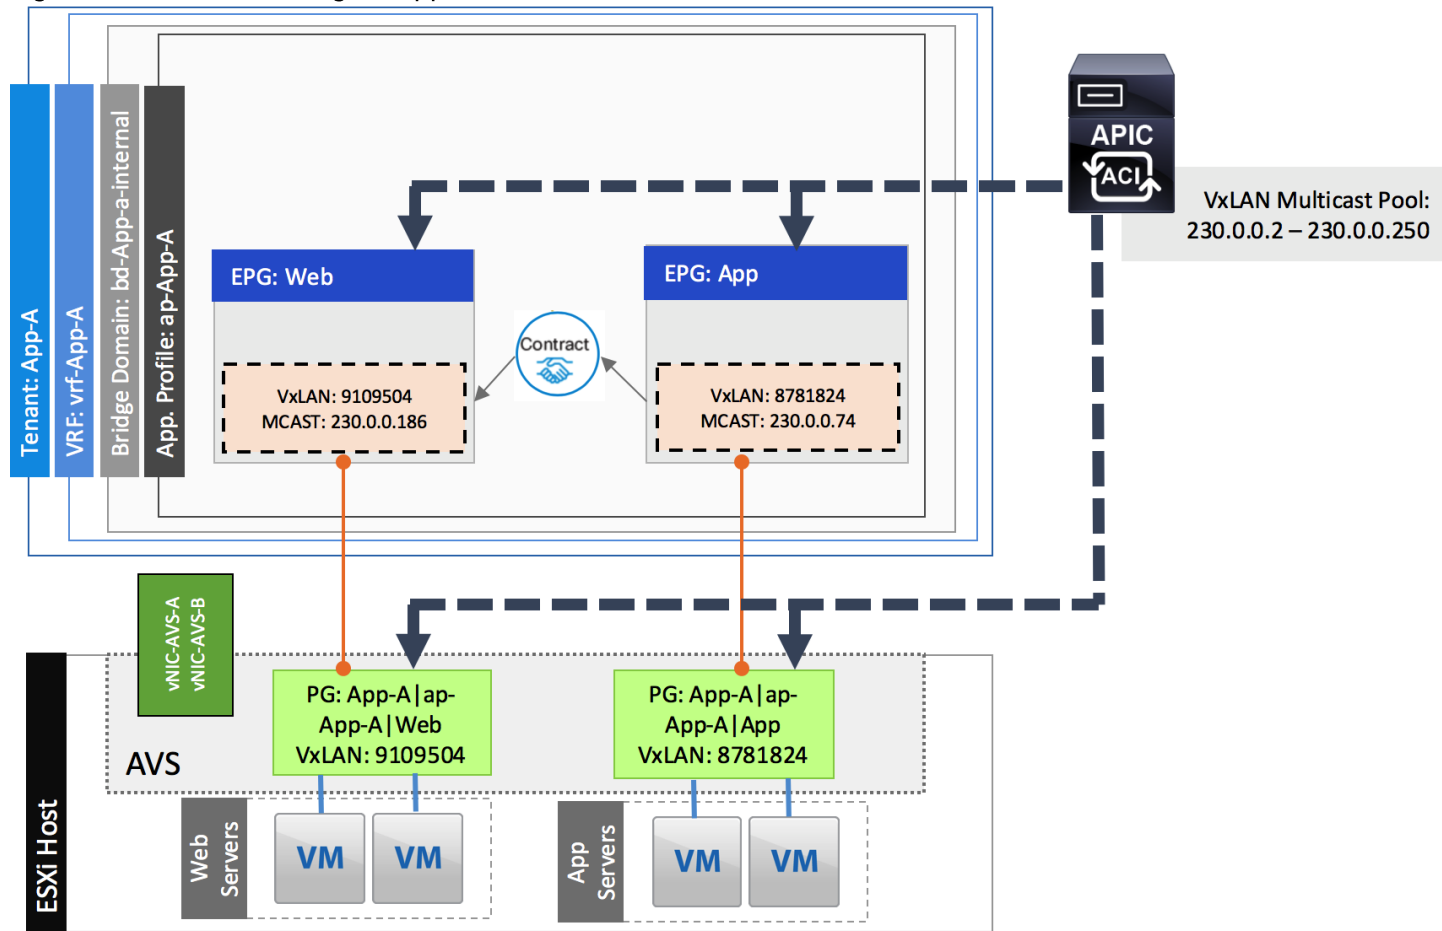 Tenant: App-A
VRF: vrf-App-A
Bridge Domain: bd-App-a-internal
App. Profile: ap-App-A
APIC
ACI
VxLAN Multicast Pool:
230.0.0.2 – 230.0.0.250
EPG: Web
VxLAN: 9109504
MCAST: 230.0.0.186
Contract
EPG: App
VxLAN: 8781824
MCAST: 230.0.0.74
vNIC-AVS-A
vNIC-AVS-B
ESXi Host
AVS
PG: App-A|ap-
App-A|Web
VxLAN: 9109504
PG: App-A|ap-
App-A|App
VxLAN: 8781824
Web
Servers
VM
VM
App
Servers
VM
VM